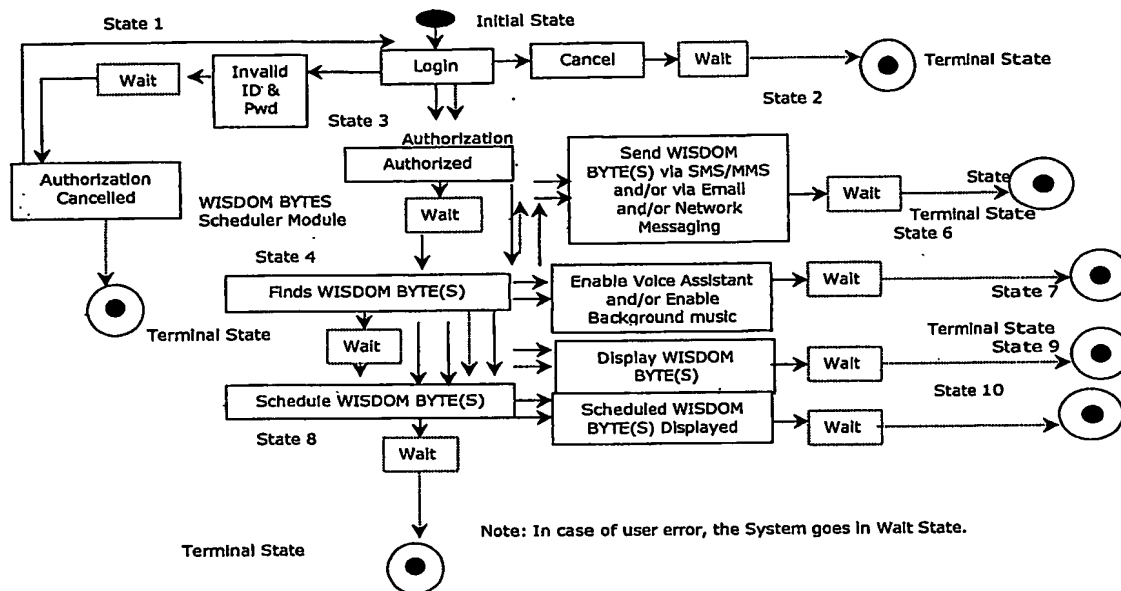 State 1
Initial State
Login
Cancel
Wait
Terminal State
State 2
Invalid
ID &
Pwd
Wait
State 3
Authorization
Authorized
Authorization
Cancelled
WISDOM BYTES
Scheduler Module
Wait
Send WISDOM
BYTE(S) via SMS/MMS
and/or via Email
and/or Network
Messaging
Wait
State
Terminal State
State 6
State 4
Finds WISDOM BYTE(S)
Enable Voice Assistant
and/or Enable
Background music
Wait
State 7
Terminal State
Wait
Display WISDOM
BYTE(S)
Wait
Terminal State
State 9
Schedule WISDOM BYTE(S)
Scheduled WISDOM
BYTE(S) Displayed
Wait
State 10
State 8
Wait
Terminal State
Note: In case of user error, the System goes in Wait State.